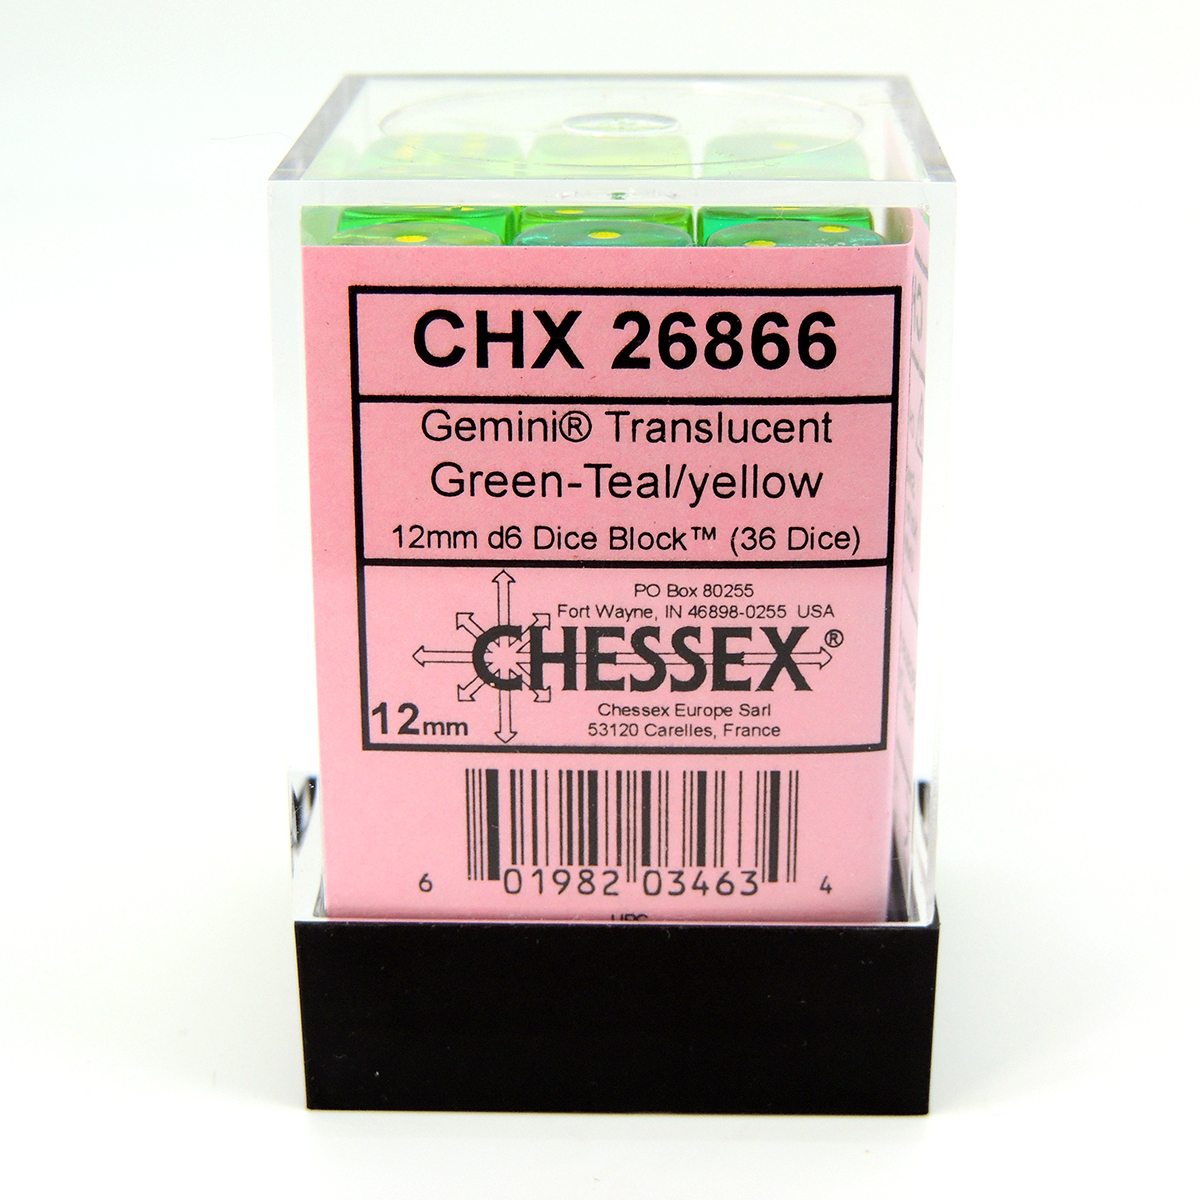 CHX 26866
Gemini® Translucent
Green-Teal/yellow
12mm d6 Dice Block™ (36 Dice)
PO Box 80255
Fort Wayne, IN 46898-0255 USA
CHESSEX®
Chessex Europe Sarl
53120 Carelles, France
12mm
6 01982 03463 4